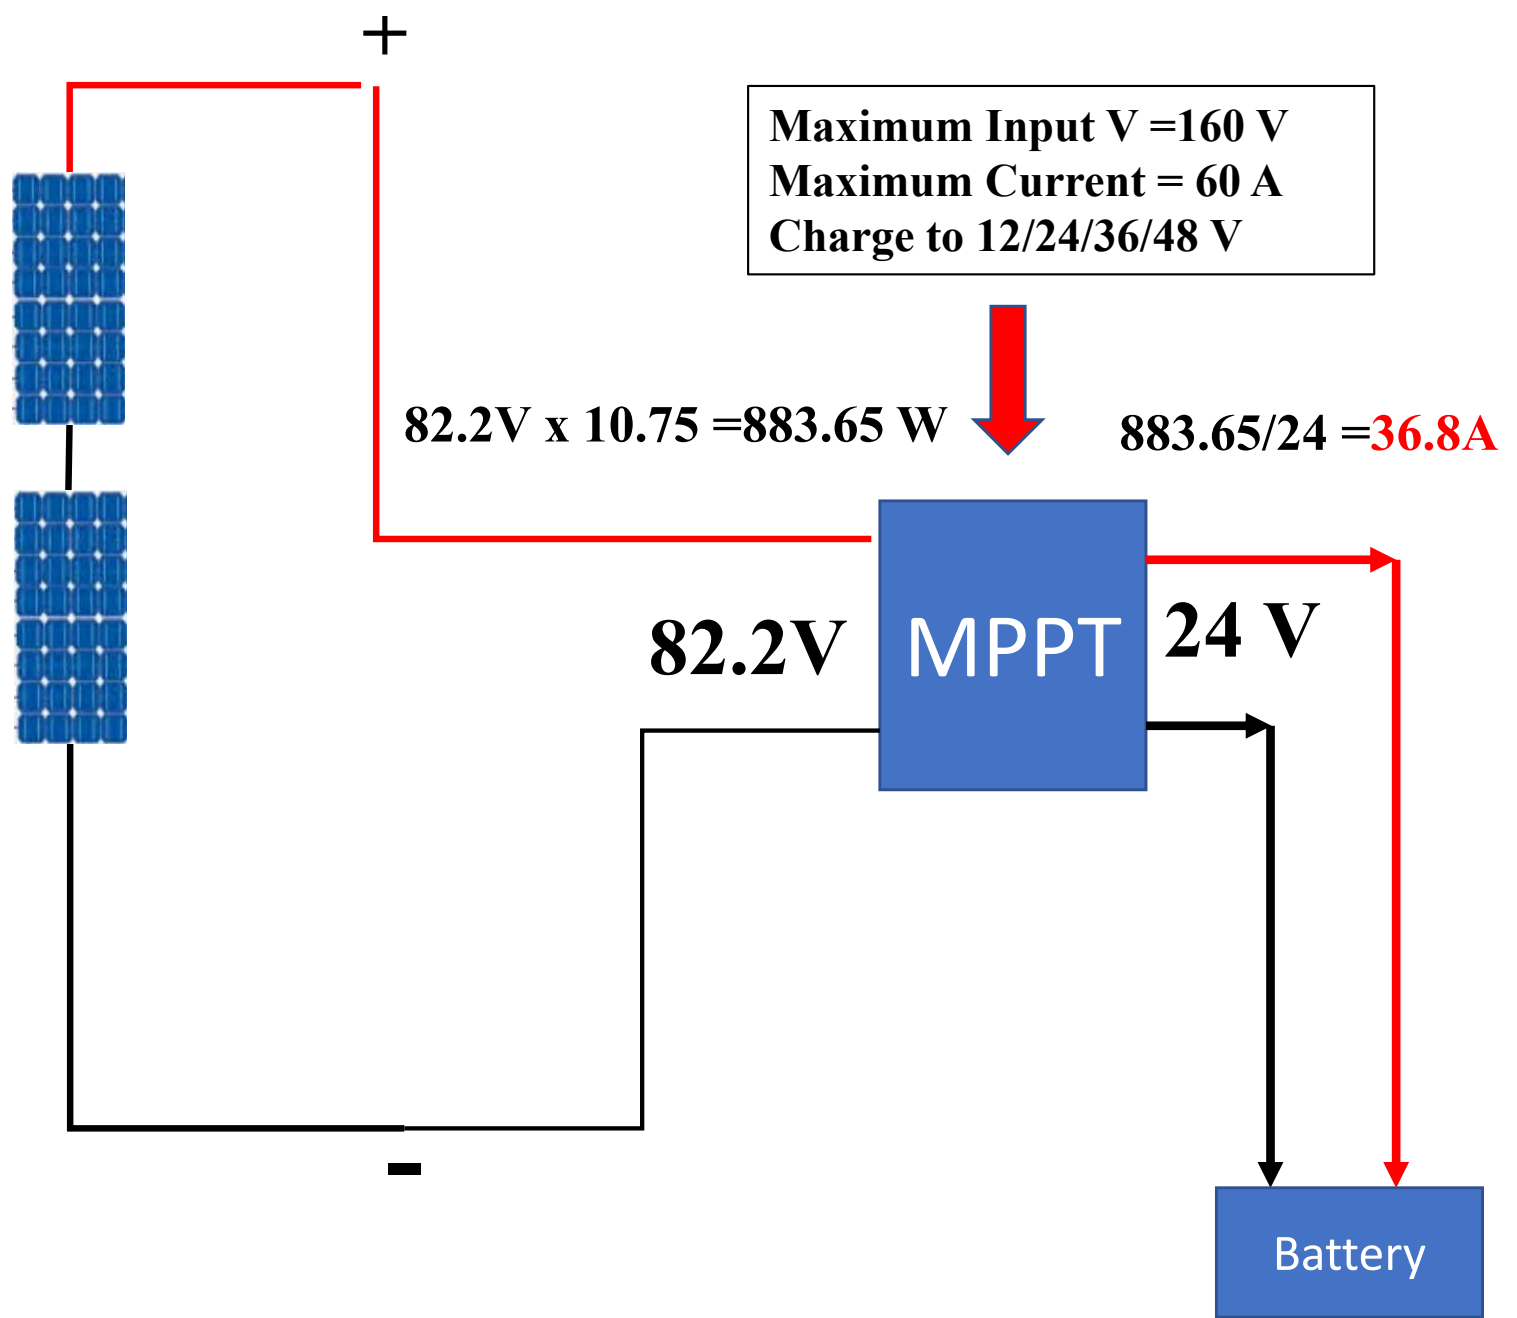 +
Maximum Input V =160 V
Maximum Current = 60 A
Charge to 12/24/36/48 V
82.2V x 10.75 =883.65 W
883.65/24 =36.8A
82.2V
MPPT
24 V
-
Battery